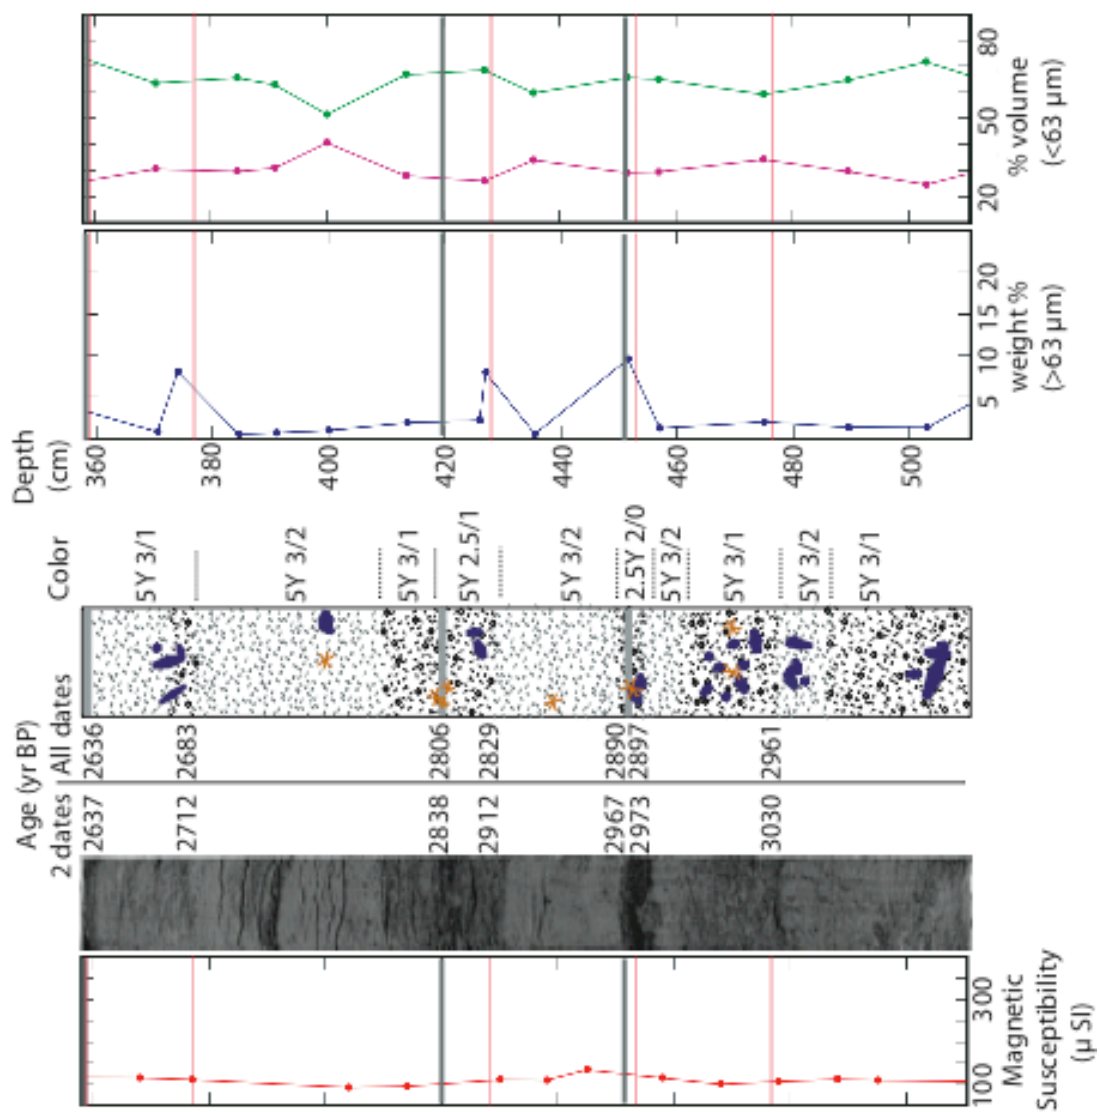 Depth
(cm)
360
380
400
420
440
460
480
500
20
50
80
% volume
(<63 µm)
5
10
15
20
weight %
(>63 µm)
Color
5Y 3/1
5Y 3/2
5Y 3/1
5Y 2.5/1
5Y 3/2
2.5Y 2/0
5Y 3/2
5Y 3/1
5Y 3/2
5Y 3/1
Age (yr BP)
2 dates
All dates
2636
2683
2806
2829
2890
2897
2961
2637
2712
2838
2912
2967
2973
3030
100
300
Magnetic
Susceptibility
(µ SI)